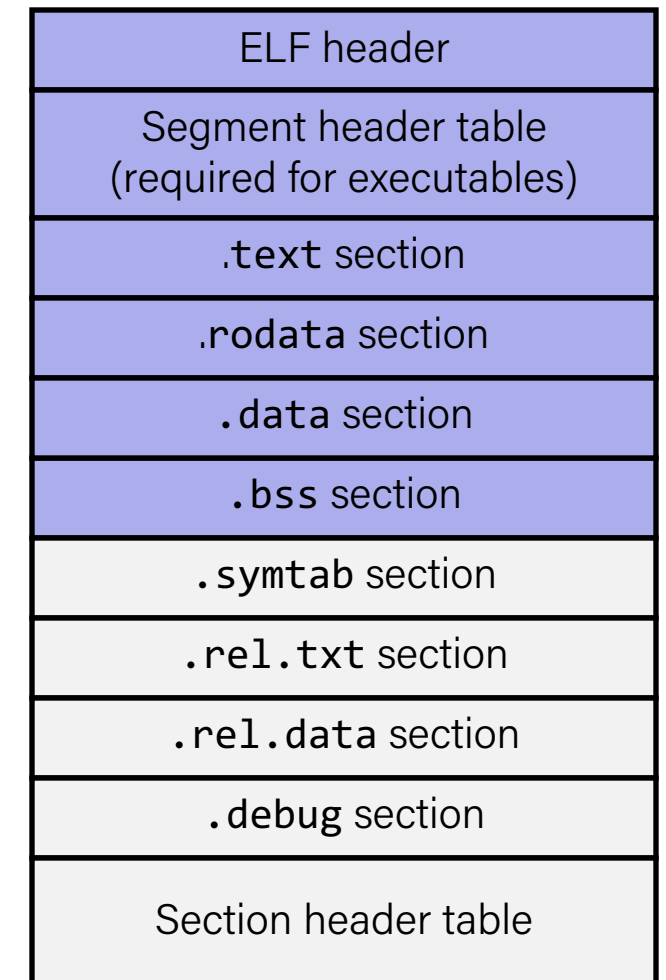 ELF header
Segment header table
(required for executables)
.text section
.rodata section
.data section
.bss section
.symtab section
.rel.txt section
.rel.data section
.debug section
Section header table